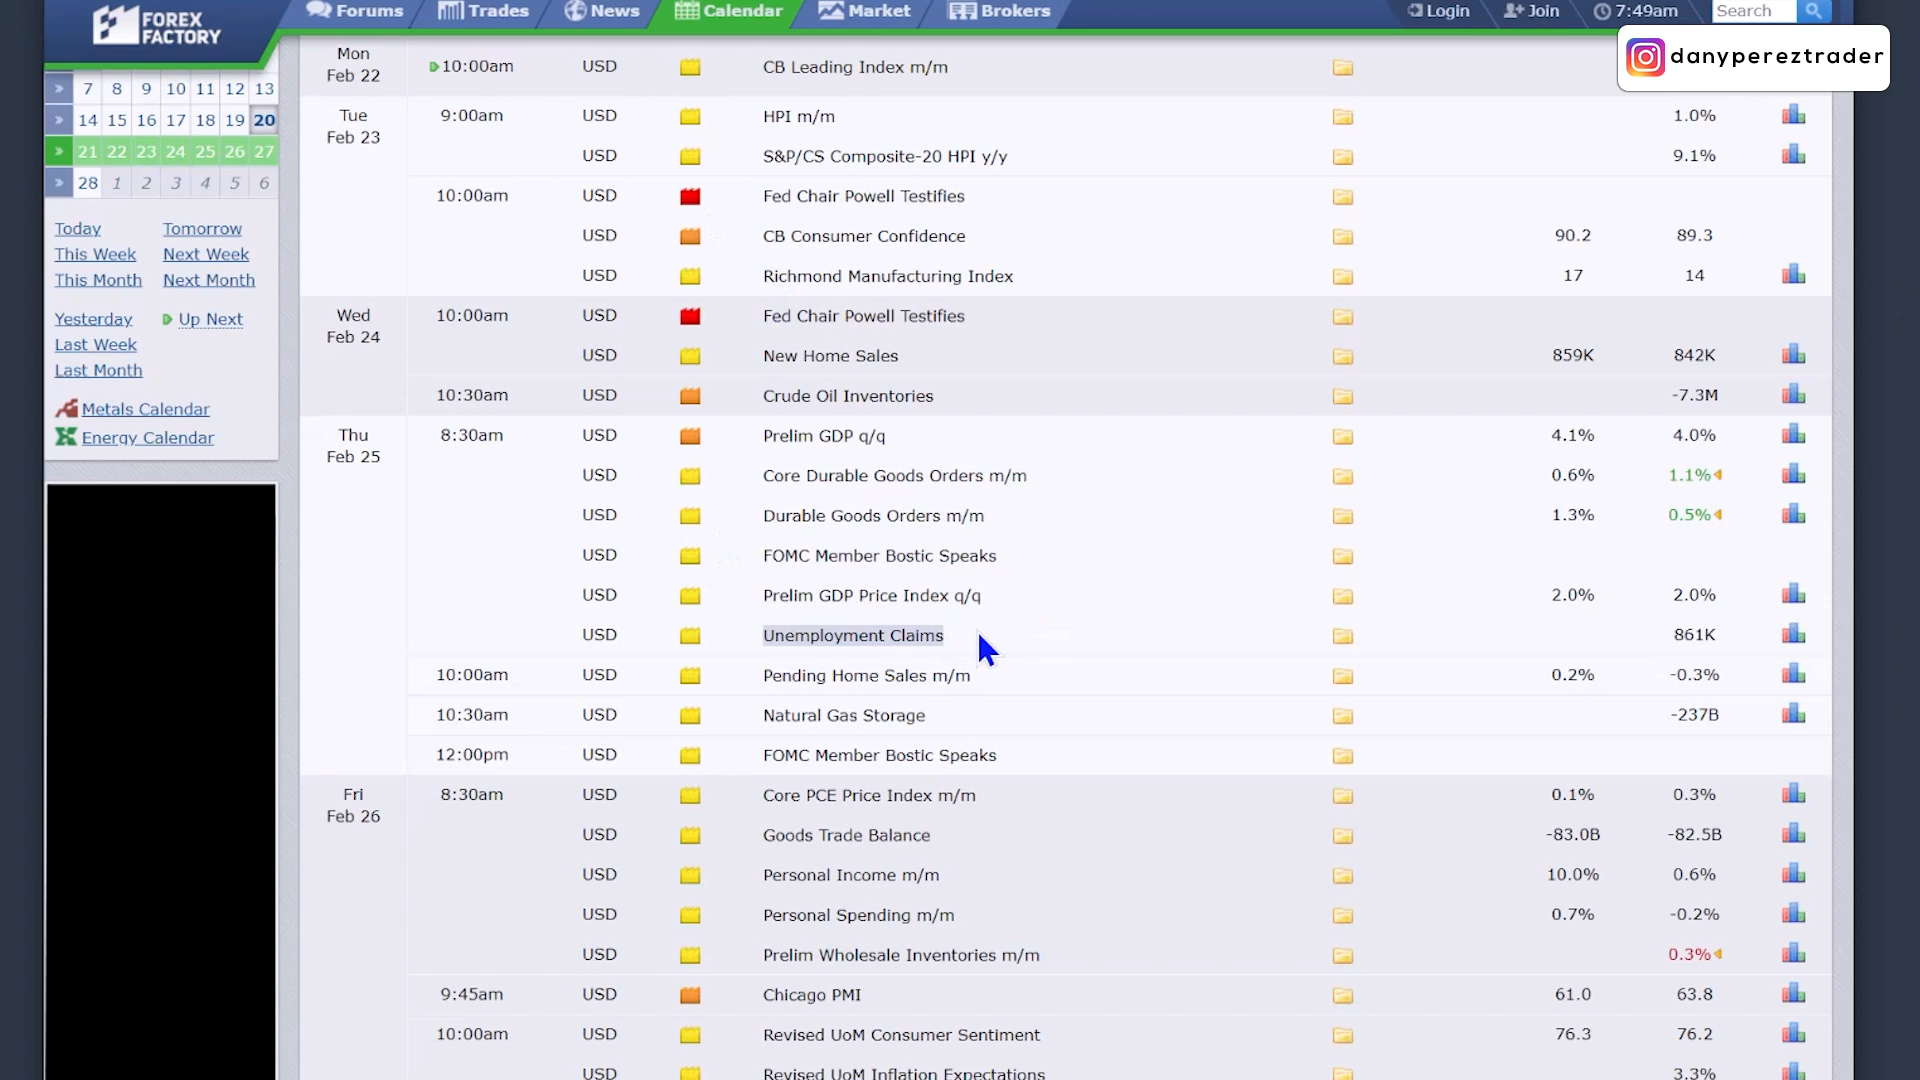 FOREX
FACTORY
Forums
Trades
News
Calendar
Market
Brokers
Login
Join
7:49am
Search
danypereztrader
7 8 9 10 11 12 13
14 15 16 17 18 19 20
21 22 23 24 25 26 27
28 1 2 3 4 5 6
Today Tomorrow
This Week Next Week
This Month Next Month
Yesterday Up Next
Last Week
Last Month
Metals Calendar
Energy Calendar
Mon
Feb 22
10:00am USD CB Leading Index m/m
Tue
Feb 23
9:00am USD HPI m/m 1.0%
USD S&P/CS Composite-20 HPI y/y 9.1%
10:00am USD Fed Chair Powell Testifies
USD CB Consumer Confidence 90.2 89.3
USD Richmond Manufacturing Index 17 14
Wed
Feb 24
10:00am USD Fed Chair Powell Testifies
USD New Home Sales 859K 842K
10:30am USD Crude Oil Inventories -7.3M
Thu
Feb 25
8:30am USD Prelim GDP q/q 4.1% 4.0%
USD Core Durable Goods Orders m/m 0.6% 1.1%
USD Durable Goods Orders m/m 1.3% 0.5%
USD FOMC Member Bostic Speaks
USD Prelim GDP Price Index q/q 2.0% 2.0%
USD Unemployment Claims 861K
10:00am USD Pending Home Sales m/m 0.2% -0.3%
10:30am USD Natural Gas Storage -237B
12:00pm USD FOMC Member Bostic Speaks
Fri
Feb 26
8:30am USD Core PCE Price Index m/m 0.1% 0.3%
USD Goods Trade Balance -83.0B -82.5B
USD Personal Income m/m 10.0% 0.6%
USD Personal Spending m/m 0.7% -0.2%
USD Prelim Wholesale Inventories m/m 0.3%
9:45am USD Chicago PMI 61.0 63.8
10:00am USD Revised UoM Consumer Sentiment 76.3 76.2
USD Revised UoM Inflation Expectations 3.3%